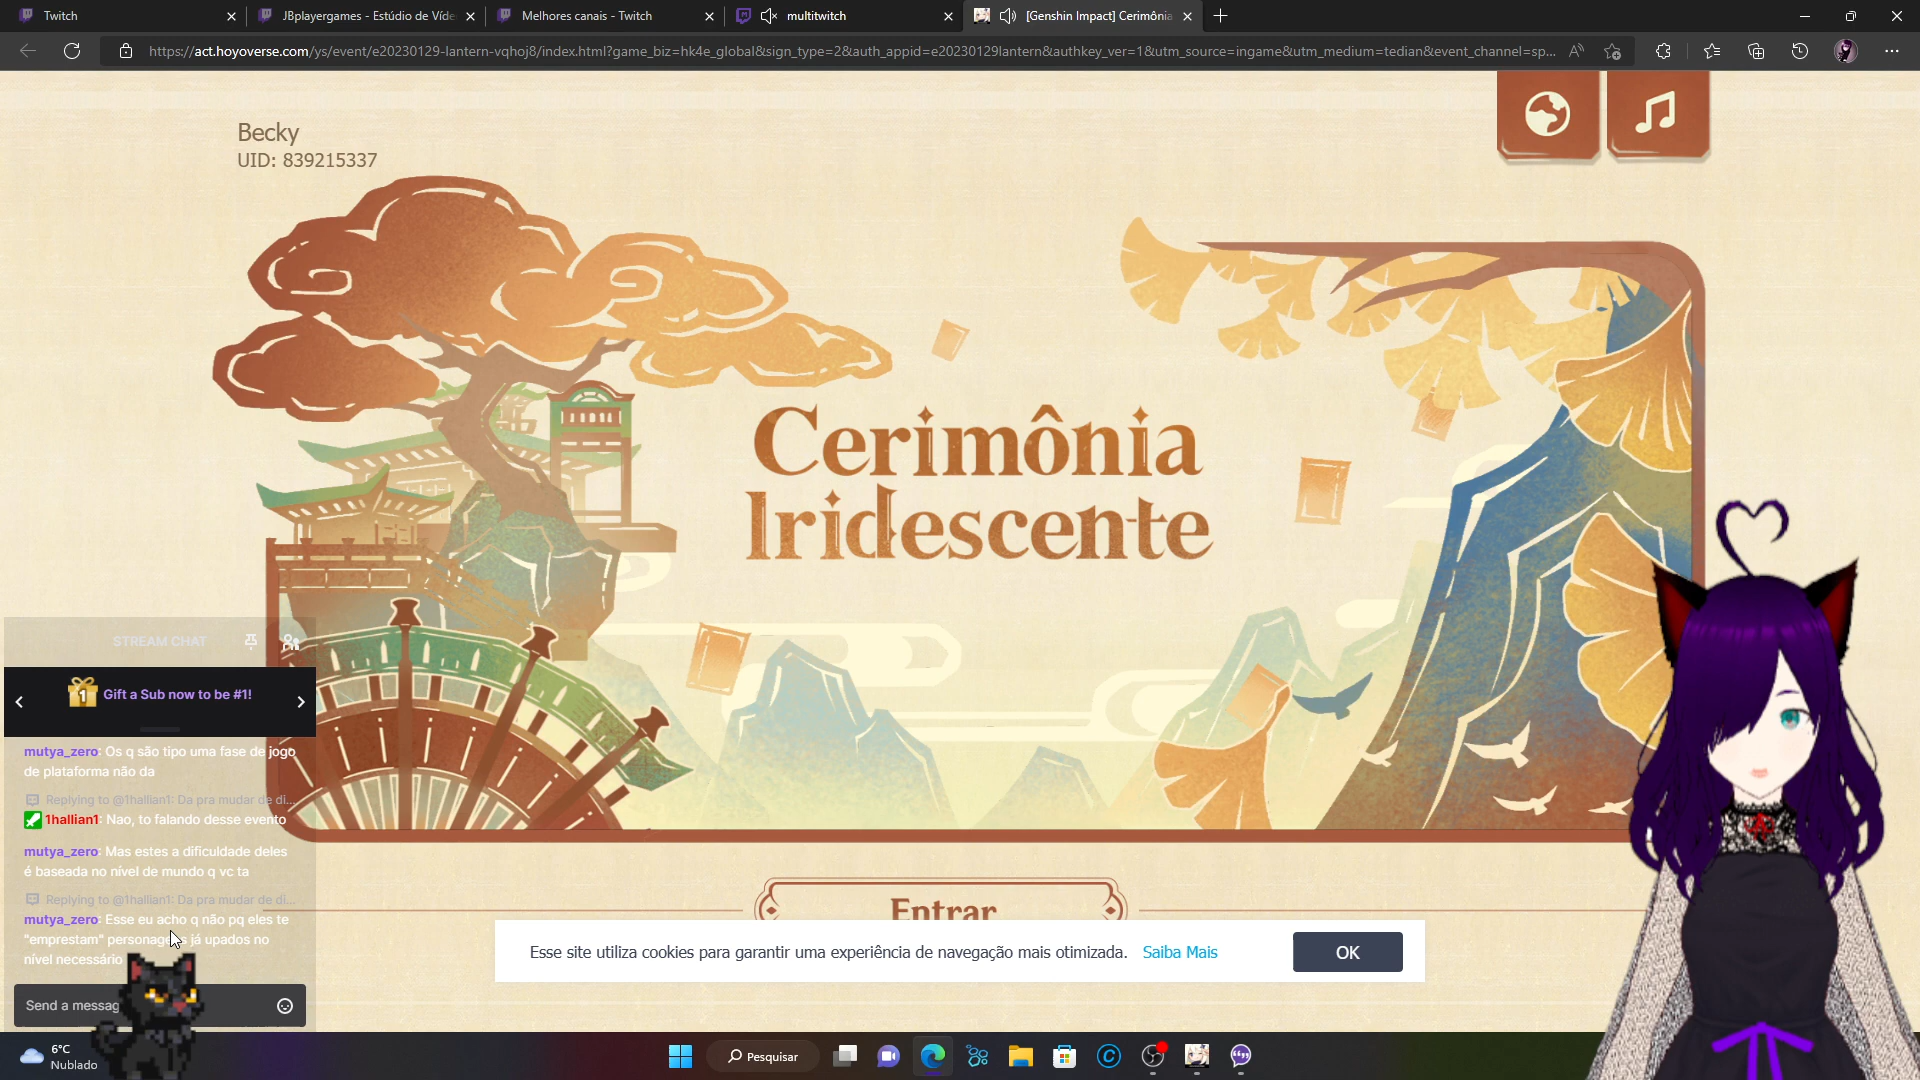 Twitch
JBplayergames - Estúdio de Víde
Melhores canais - Twitch
multitwitch
[Genshin Impact] Cerimônia
https://act.hoyoverse.com/ys/event/e20230129-lantern-vqhoj8/index.html?game_biz=hk4e_global&sign_type=2&auth_appid=e20230129lantern&authkey_ver=1&utm_source=ingame&utm_medium=tedian&event_channel=sp...
Becky
UID: 839215337
Cerimônia
Iridescente
STREAM CHAT
1
Gift a Sub now to be #1!
mutya_zero: Os q são tipo uma fase de jogo
de plataforma não da
Replying to @1hallian1: Da pra mudar de di...
1hallian1: Nao, to falando desse evento
mutya_zero: Mas estes a dificuldade deles
é baseada no nível de mundo q vc ta
Replying to @1hallian1: Da pra mudar de di...
mutya_zero: Esse eu acho q não pq eles te
"emprestam" personagens já upados no
nível necessário
Send a messag
Entrar
Esse site utiliza cookies para garantir uma experiência de navegação mais otimizada. Saiba Mais
OK
6°C
Nublado
Pesquisar